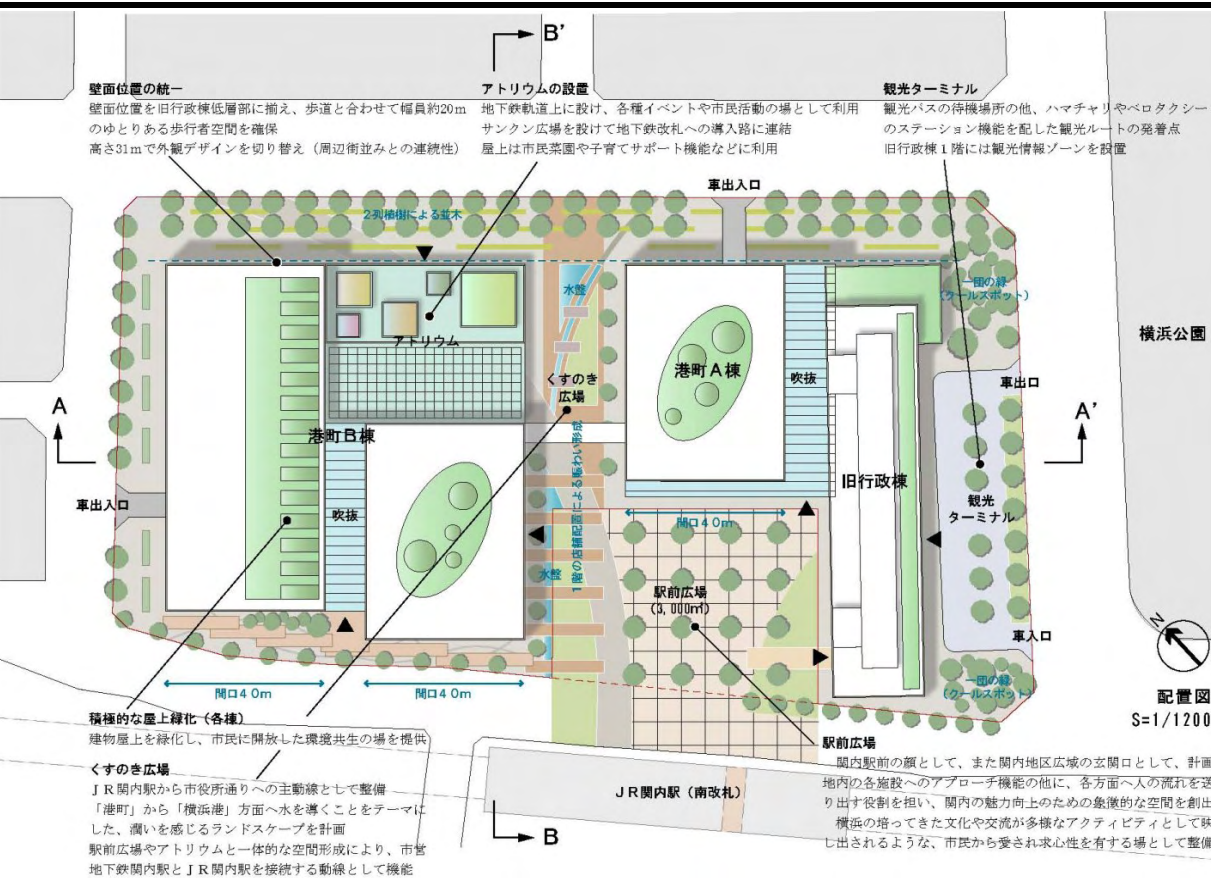 B’
壁面位置の統一
壁面位置を旧行政棟低層部に揃え、歩道と合わせて幅員約20m
のゆとりある歩行者空間を確保
高さ31mで外観デザインを切り替え（周辺街並みとの連続性）
アトリウムの設置
地下鉄軌道上に設け、各種イベントや市民活動の場として利用
サンクン広場を設けて地下鉄改札への導入路に連結
屋上は市民菜園や子育てサポート機能などに利用
観光ターミナル
観光バスの待機場所の他、ハマチャリやベロタクシー
のステーション機能を配した観光ルートの発着点
旧行政棟1階には観光情報ゾーンを設置
車出入口
2列植樹による並木
水盤
一団の緑
（クールスポット）
横浜公園
アトリウム
港町A棟
吹抜
くすのき
広場
車出口
A
A’
港町B棟
1階の店舗配置による賑わい形成
旧行政棟
車出入口
吹抜
観光
ターミナル
間口40m
水盤
駅前広場
（3,000㎡）
車入口
N
一団の緑
（クールスポット）
間口40m
間口40m
配置図
S=1/1200
積極的な屋上緑化（各棟）
建物屋上を緑化し、市民に開放した環境共生の場を提供
くすのき広場
ＪＲ関内駅から市役所通りへの主動線として整備
「港町」から「横浜港」方面へ水を導くことをテーマに
した、潤いを感じるランドスケープを計画
駅前広場やアトリウムと一体的な空間形成により、市営
地下鉄関内駅とＪＲ関内駅を接続する動線として機能
ＪＲ関内駅（南改札）
B
駅前広場
関内駅前の顔として、また関内地区広域の玄関口として、計画
地内の各施設へのアプローチ機能の他に、各方面へ人の流れを送
り出す役割を担い、関内の魅力向上のための象徴的な空間を創出
横浜の培ってきた文化や交流が多様なアクティビティとして映
し出されるような、市民から愛され求心性を有する場として整備